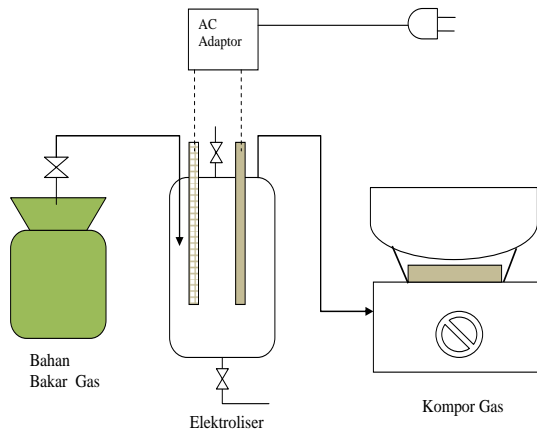 AC
Adaptor
Bahan
Bakar Gas
Elektroliser
Kompor Gas